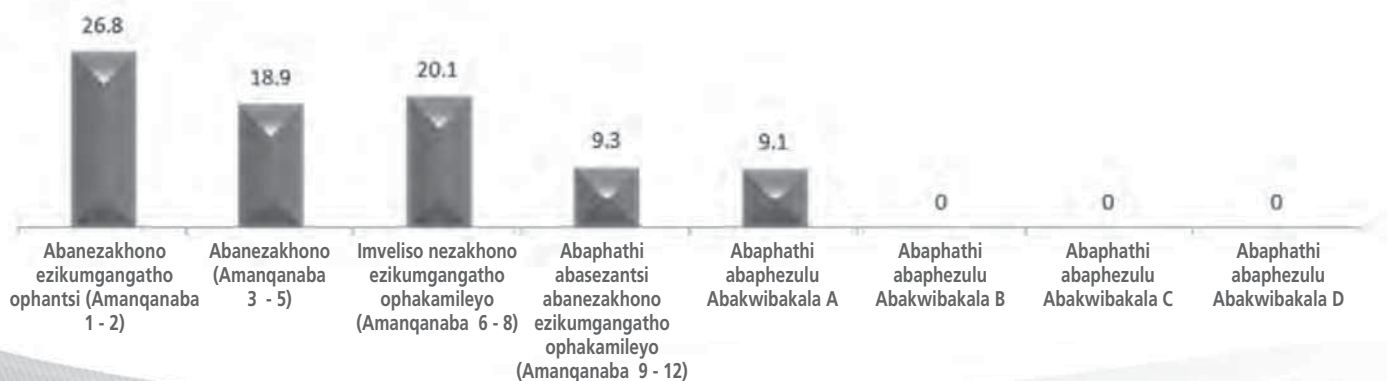 26.8
18.9
20.1
9.3
9.1
0
0
0
Abanezakhono
ezikumgangatho
ophantsi (Amanqanaba
1 - 2)
Abanezakhono
(Amanqanaba
3 - 5)
Imveliso nezakhono
ezikumgangatho
ophakamileyo
(Amanqanaba 6 - 8)
Abaphathi
abasezantsi
abanezakhono
ezikumgangatho
ophakamileyo
(Amanqanaba 9 - 12)
Abaphathi
abaphezulu
Abakwibakala A
Abaphathi
abaphezulu
Abakwibakala B
Abaphathi
abaphezulu
Abakwibakala C
Abaphathi
abaphezulu
Abakwibakala D